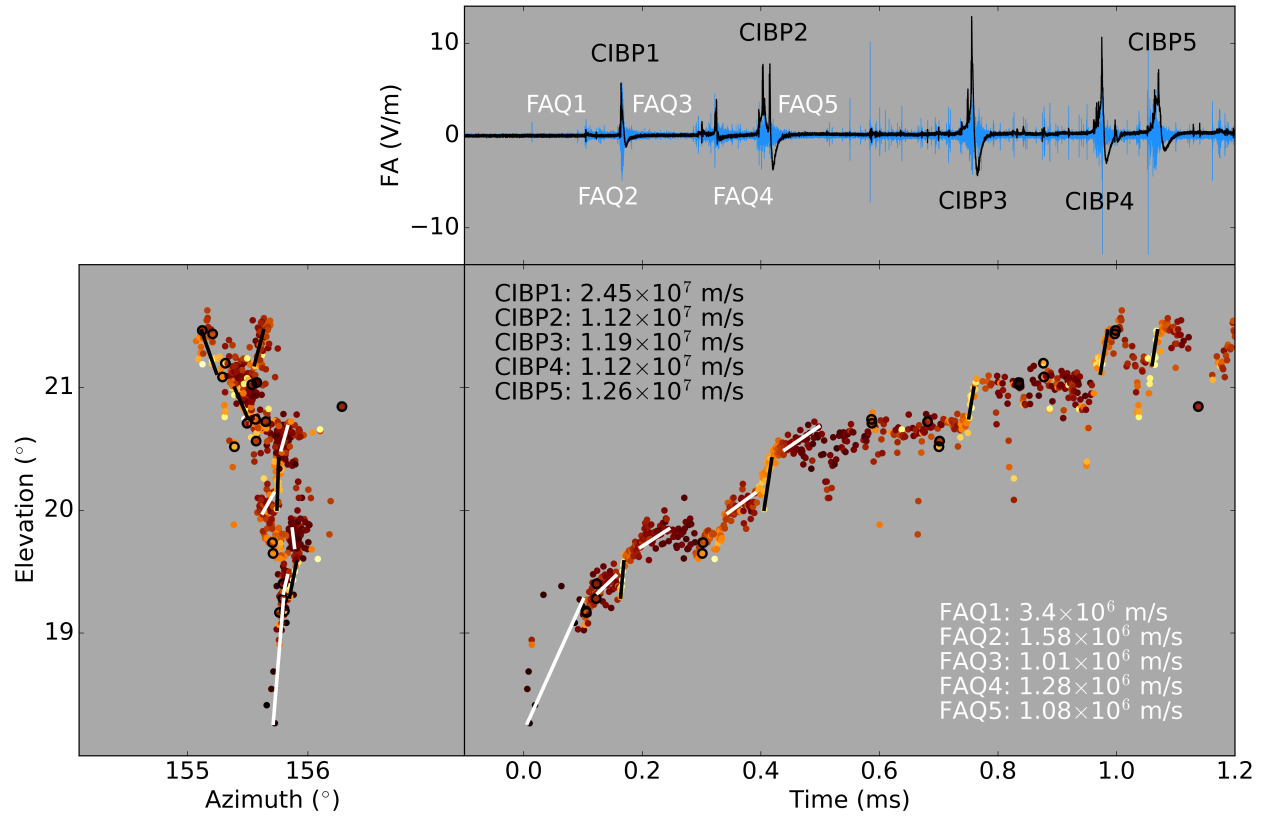 10
0
−10
FA (V/m)
CIBP1
CIBP2
CIBP5
FAQ1
FAQ3
FAQ5
FAQ2
FAQ4
CIBP3
CIBP4
CIBP1: 2.45×10⁷ m/s
CIBP2: 1.12×10⁷ m/s
CIBP3: 1.19×10⁷ m/s
CIBP4: 1.12×10⁷ m/s
CIBP5: 1.26×10⁷ m/s
21
20
19
Elevation (°)
FAQ1: 3.4×10⁶ m/s
FAQ2: 1.58×10⁶ m/s
FAQ3: 1.01×10⁶ m/s
FAQ4: 1.28×10⁶ m/s
FAQ5: 1.08×10⁶ m/s
155 156
Azimuth (°)
0.0 0.2 0.4 0.6 0.8 1.0 1.2
Time (ms)